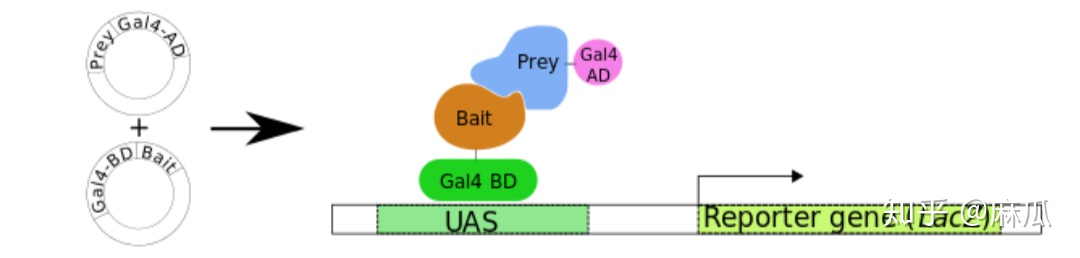 Prey Gal4-AD
+
Gal4-BD Bait
Prey
Gal4
AD
Bait
Gal4 BD
UAS
Reporter gene (LacZ)
知乎 @麻瓜